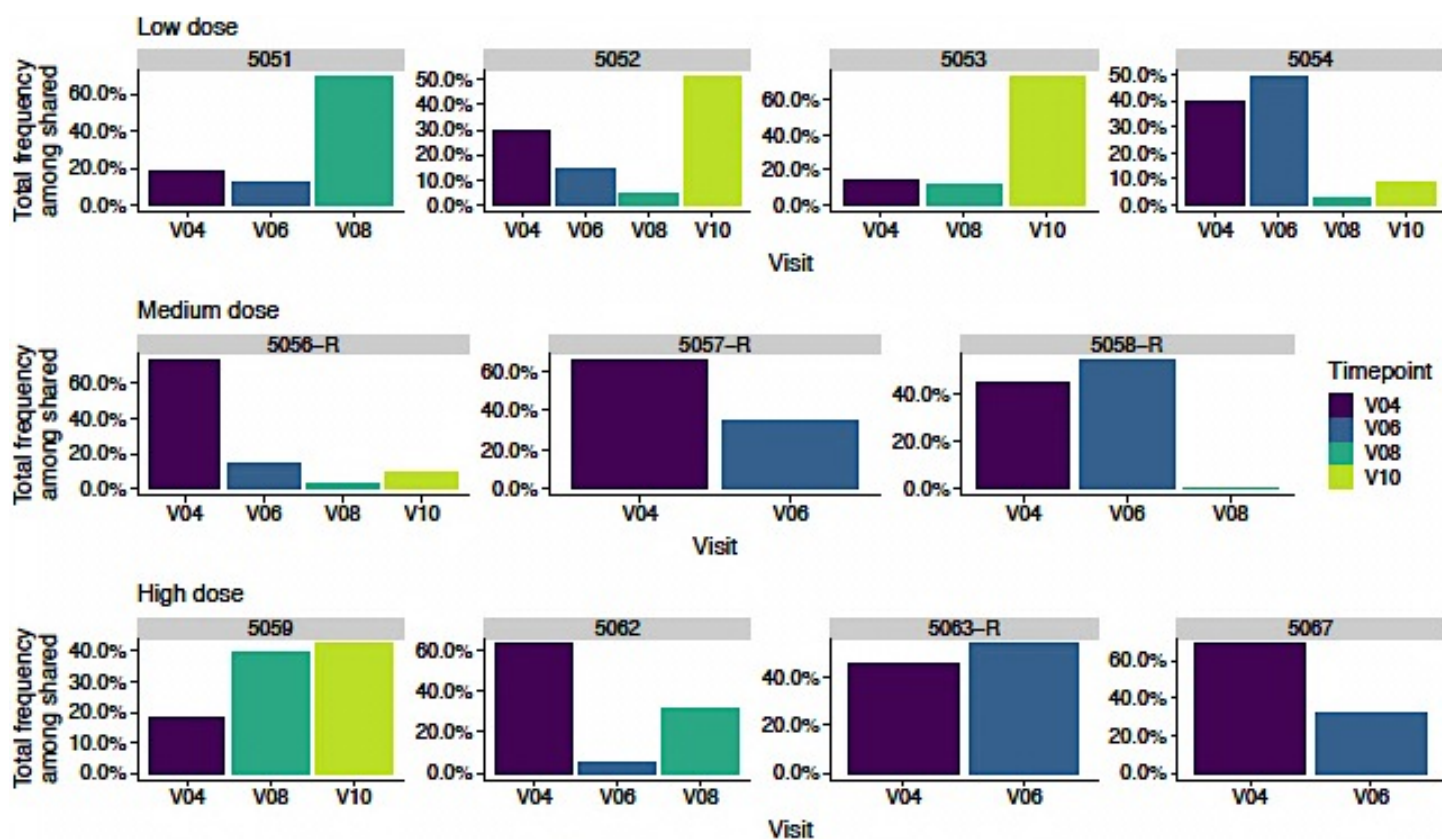 Low dose
Total frequency
among shared
5051
60.0%
40.0%
20.0%
0.0%
V04 V06 V08
5052
50.0%
40.0%
30.0%
20.0%
10.0%
0.0%
V04 V06 V08 V10
5053
60.0%
40.0%
20.0%
0.0%
V04 V08 V10
5054
50.0%
40.0%
30.0%
20.0%
10.0%
0.0%
V04 V06 V08 V10
Visit
Medium dose
Total frequency
among shared
5056–R
60.0%
40.0%
20.0%
0.0%
V04 V06 V08 V10
5057–R
60.0%
40.0%
20.0%
0.0%
V04 V06
5058–R
40.0%
20.0%
0.0%
V04 V06 V08
Visit
Timepoint
V04
V06
V08
V10
High dose
Total frequency
among shared
5059
40.0%
30.0%
20.0%
10.0%
0.0%
V04 V08 V10
5062
60.0%
40.0%
20.0%
0.0%
V04 V06 V08
5063–R
40.0%
20.0%
0.0%
V04 V06
5067
60.0%
40.0%
20.0%
0.0%
V04 V06
Visit